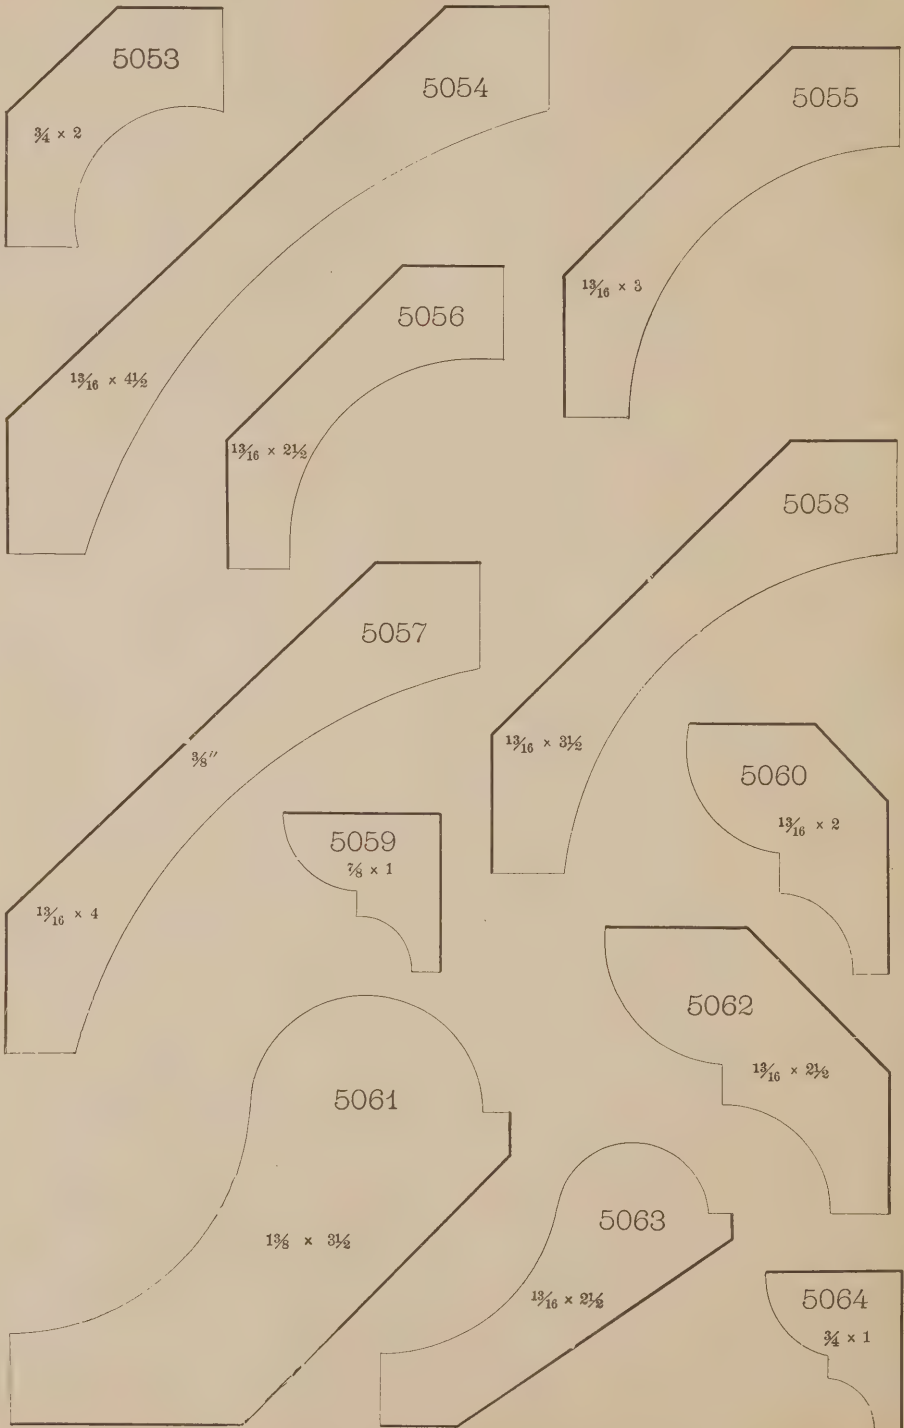 5053
¾ × 2
5054
13/16 × 4½
5055
13/16 × 3
5056
13/16 × 2½
5057
⅜″
13/16 × 4
5058
13/16 × 3½
5059
⅞ × 1
5060
13/16 × 2
5061
1⅜ × 3½
5062
13/16 × 2½
5063
13/16 × 2½
5064
¾ × 1